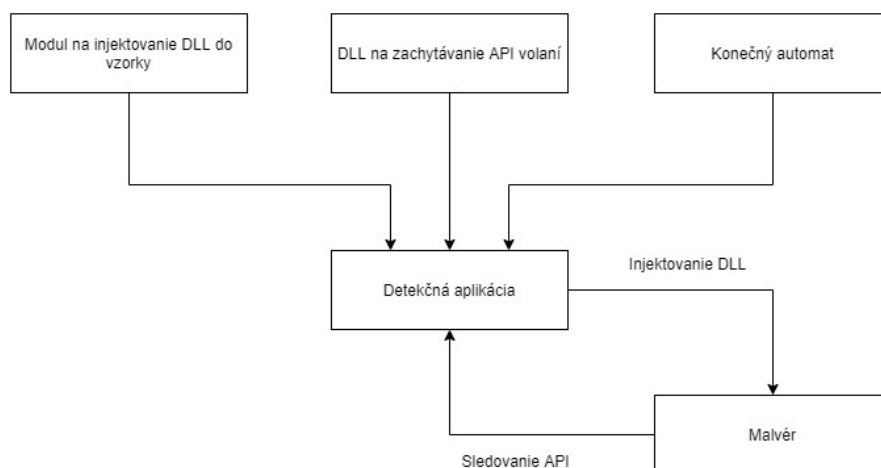 Modul na injektovanie DLL do
vzorky
DLL na zachytávanie API volaní
Konečný automat
Injektovanie DLL
Detekčná aplikácia
Malvér
Sledovanie API